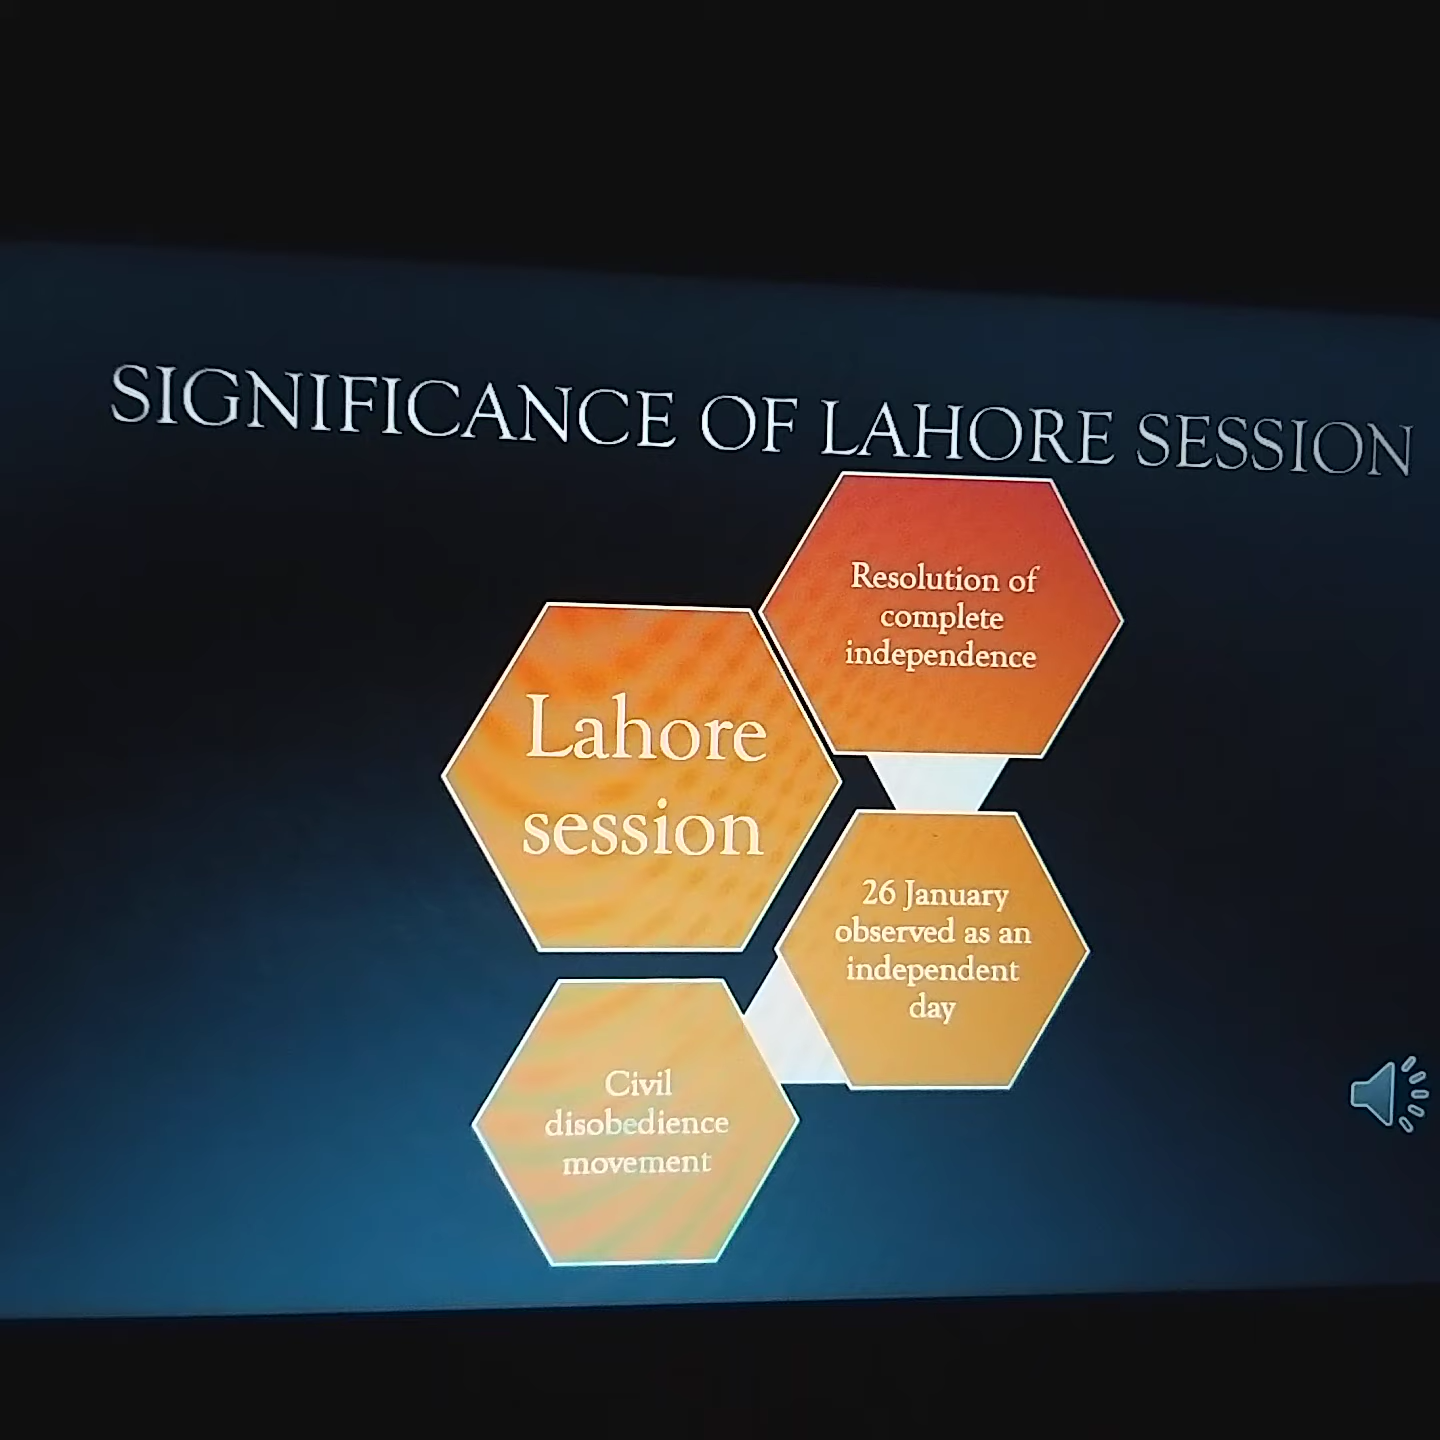 SIGNIFICANCE OF LAHORE SESSION
Lahore
session
Resolution of
complete
independence
26 January
observed as an
independent
day
Civil
disobedience
movement